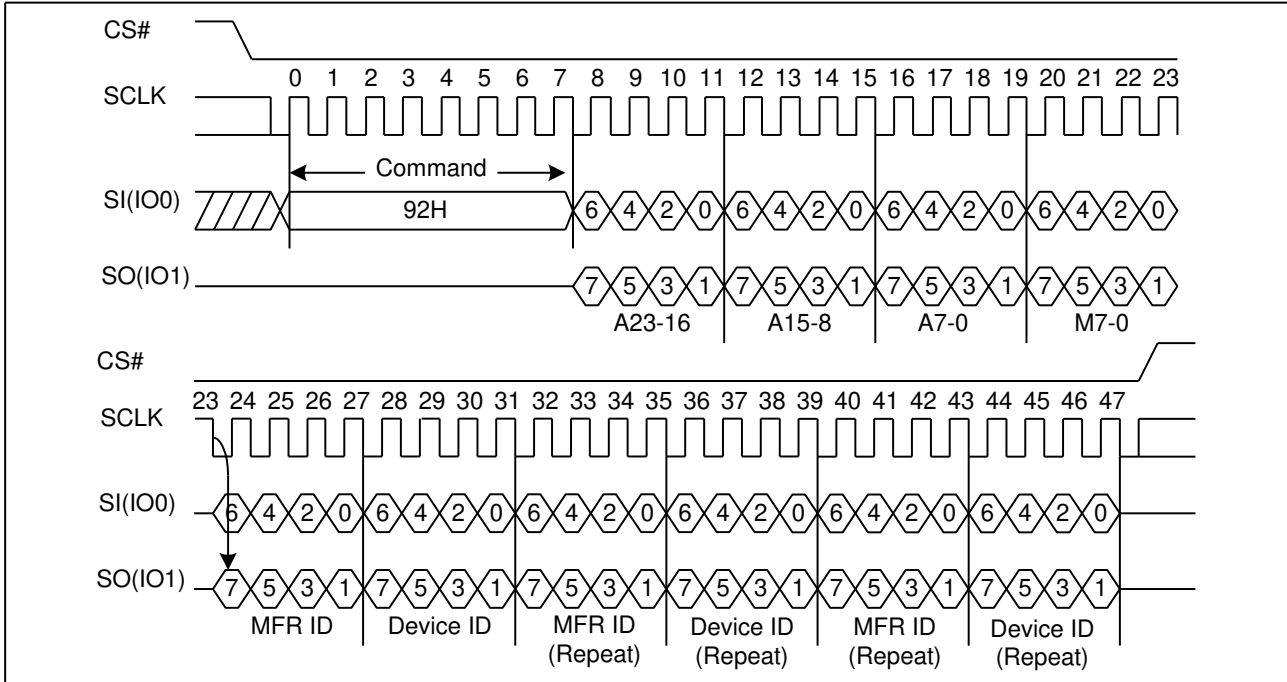 CS#
0 1 2 3 4 5 6 7 8 9 10 11 12 13 14 15 16 17 18 19 20 21 22 23
SCLK
Command
SI(IO0) 92H 6 4 2 0 6 4 2 0 6 4 2 0 6 4 2 0
SO(IO1) 7 5 3 1 7 5 3 1 7 5 3 1 7 5 3 1
A23-16 A15-8 A7-0 M7-0
CS#
23 24 25 26 27 28 29 30 31 32 33 34 35 36 37 38 39 40 41 42 43 44 45 46 47
SCLK
SI(IO0) 6 4 2 0 6 4 2 0 6 4 2 0 6 4 2 0 6 4 2 0 6 4 2 0
SO(IO1) 7 5 3 1 7 5 3 1 7 5 3 1 7 5 3 1 7 5 3 1 7 5 3 1
MFR ID Device ID MFR ID Device ID MFR ID Device ID
(Repeat) (Repeat) (Repeat) (Repeat)